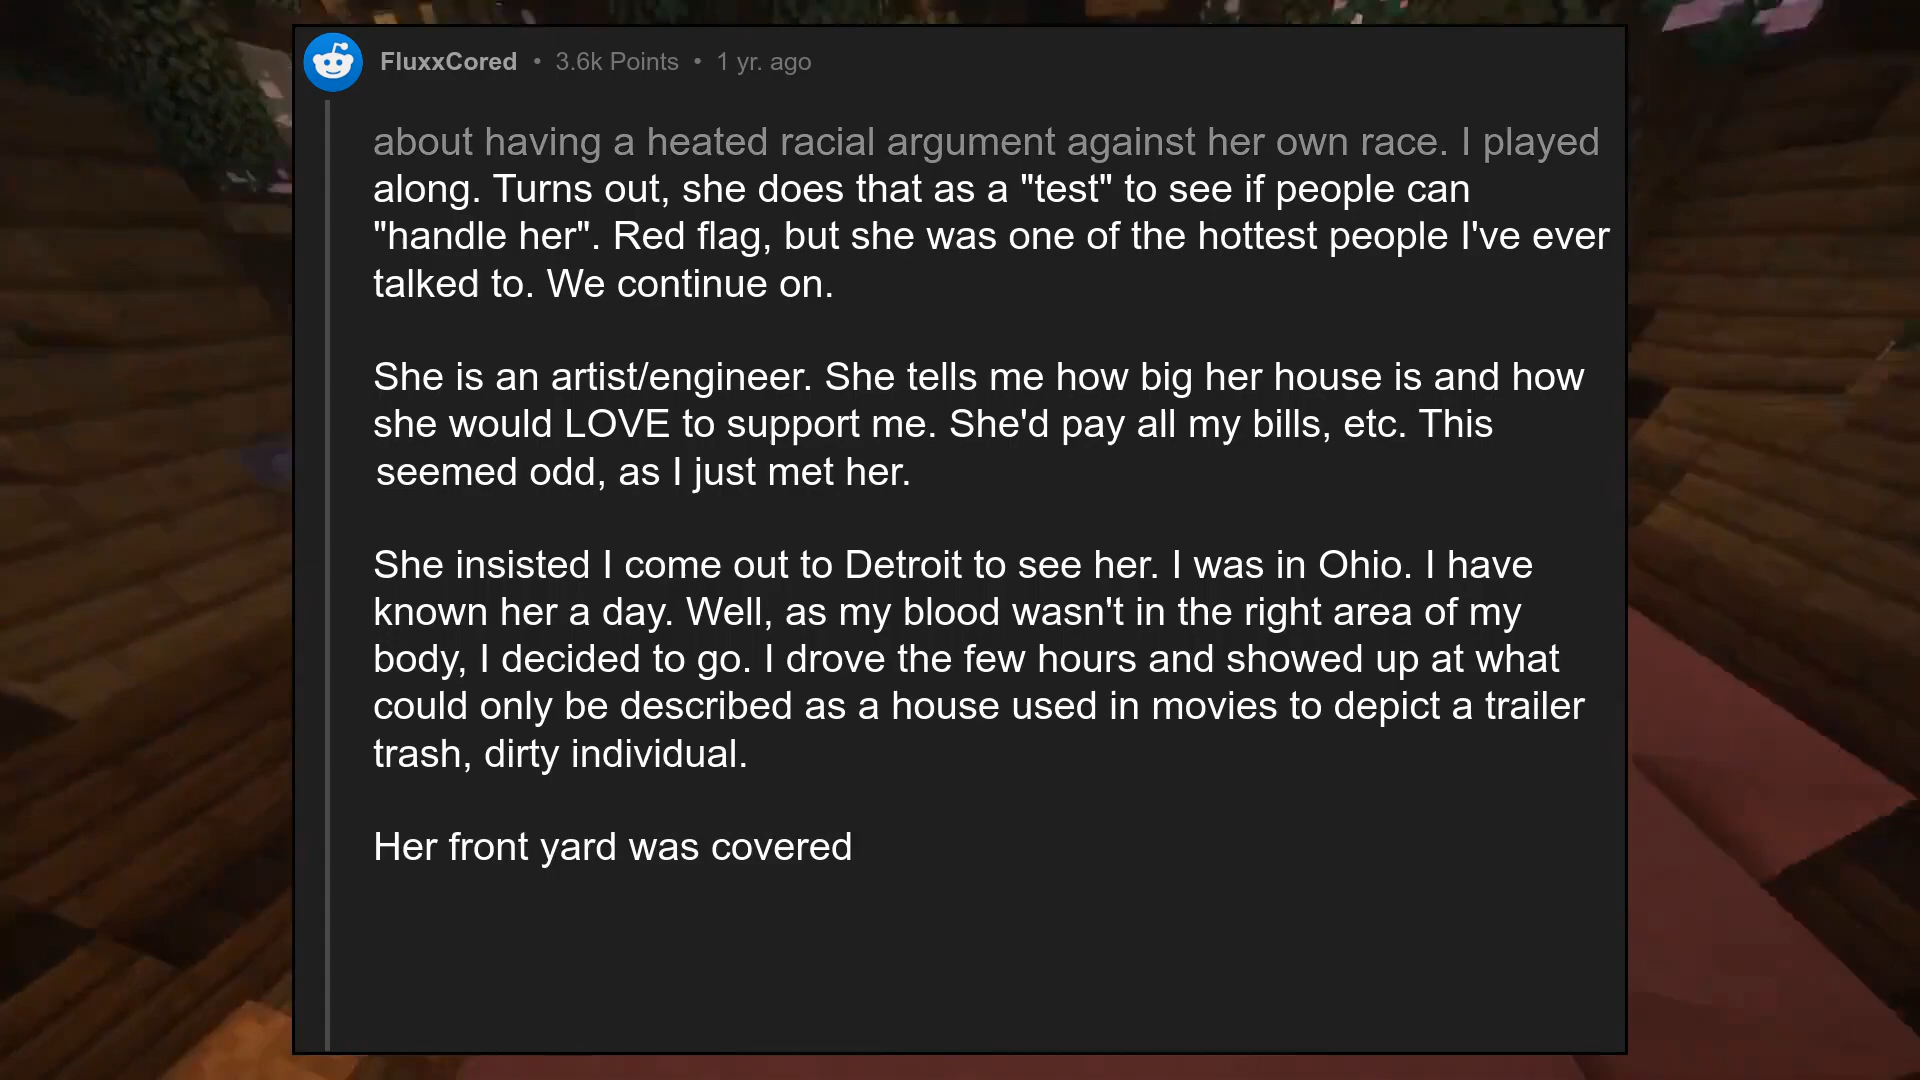 FluxxCored • 3.6k Points • 1 yr. ago
about having a heated racial argument against her own race. I played
along. Turns out, she does that as a "test" to see if people can
"handle her". Red flag, but she was one of the hottest people I've ever
talked to. We continue on.
She is an artist/engineer. She tells me how big her house is and how
she would LOVE to support me. She'd pay all my bills, etc. This
seemed odd, as I just met her.
She insisted I come out to Detroit to see her. I was in Ohio. I have
known her a day. Well, as my blood wasn't in the right area of my
body, I decided to go. I drove the few hours and showed up at what
could only be described as a house used in movies to depict a trailer
trash, dirty individual.
Her front yard was covered